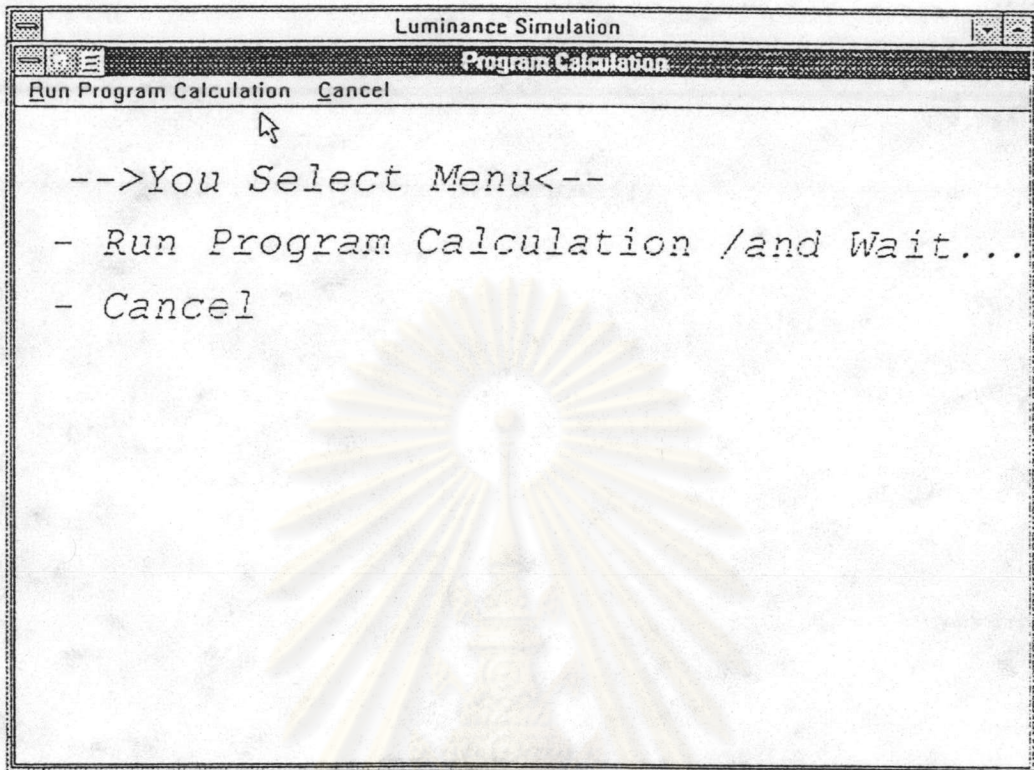 Luminance Simulation
Program Calculation
Run Program Calculation Cancel
-->You Select Menu<--
- Run Program Calculation /and Wait....
- Cancel